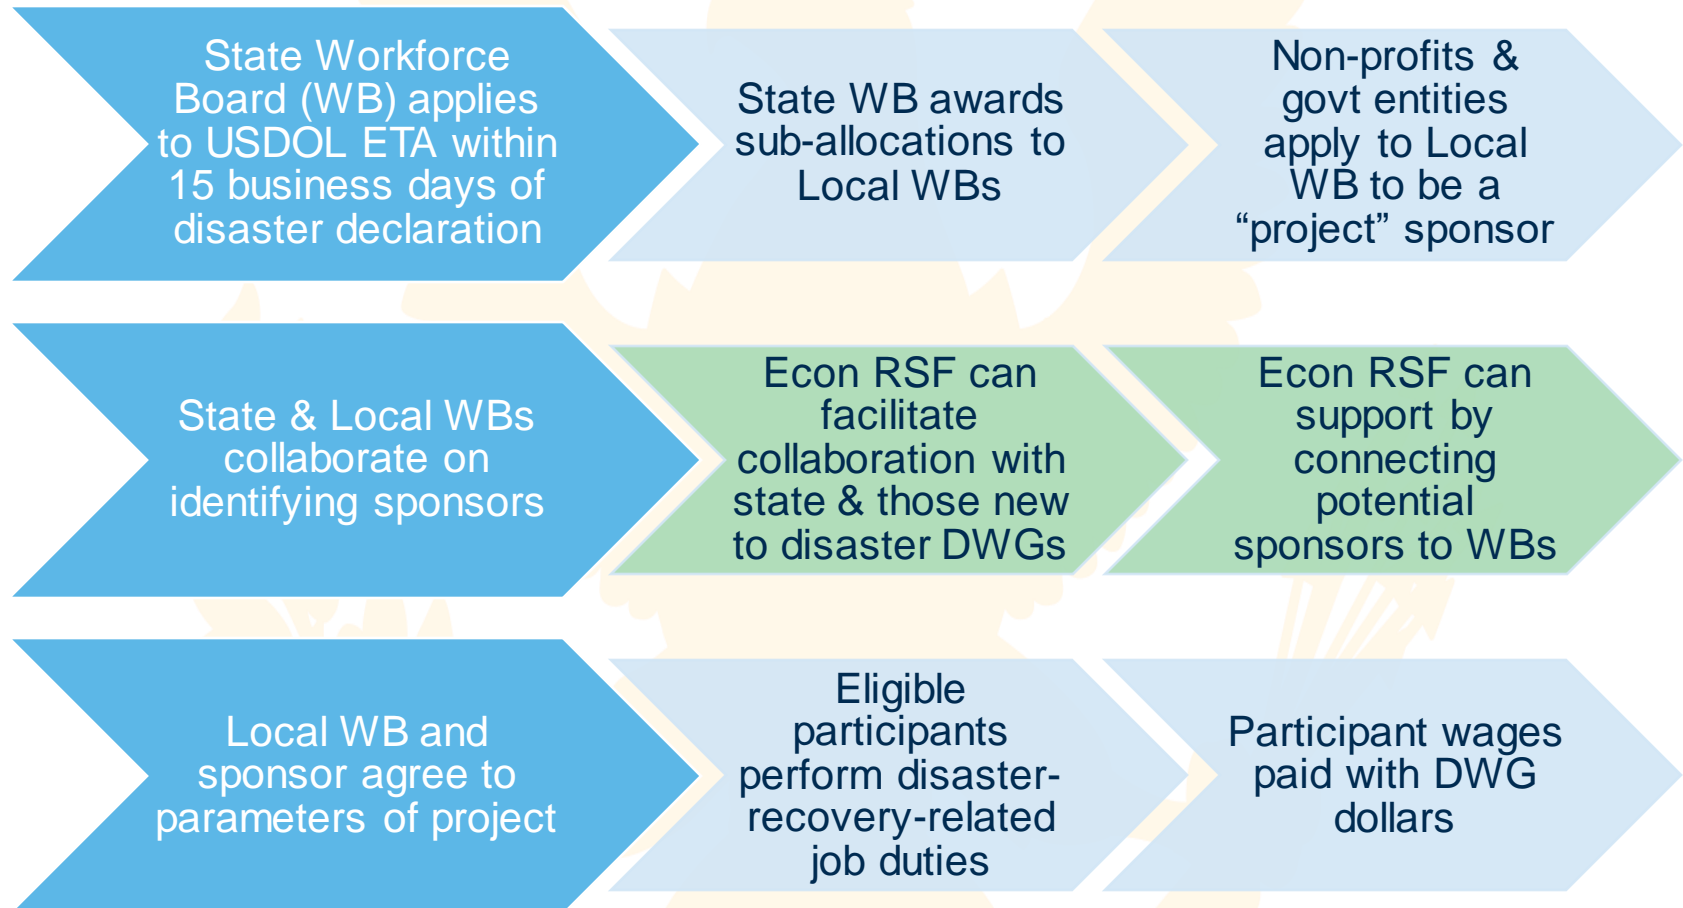 State Workforce
Board (WB) applies
to USDOL ETA within
15 business days of
disaster declaration
State WB awards
sub-allocations to
Local WBs
Non-profits &
govt entities
apply to Local
WB to be a
“project” sponsor
State & Local WBs
collaborate on
identifying sponsors
Econ RSF can
facilitate
collaboration with
state & those new
to disaster DWGs
Econ RSF can
support by
connecting
potential
sponsors to WBs
Local WB and
sponsor agree to
parameters of project
Eligible
participants
perform disaster-
recovery-related
job duties
Participant wages
paid with DWG
dollars